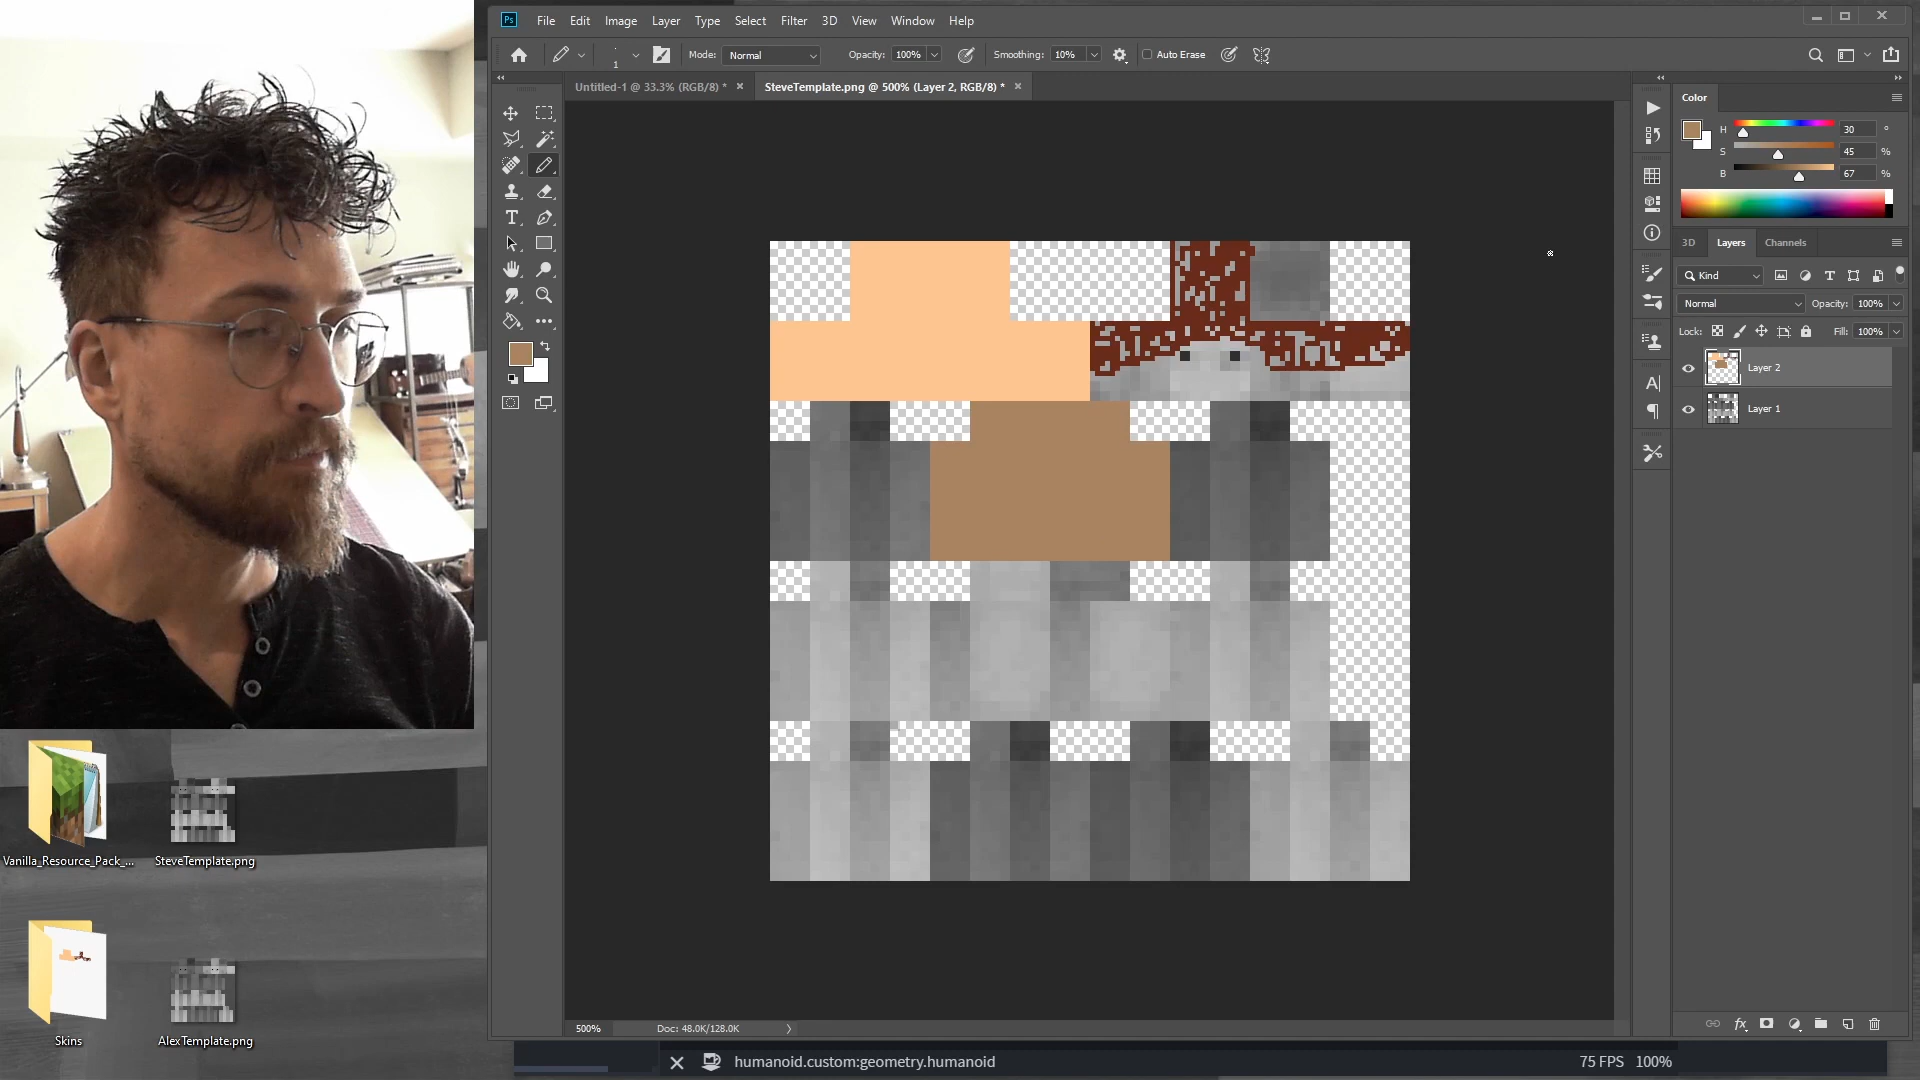 Ps File Edit Image Layer Type Select Filter 3D View Window Help
1 Mode: Normal Opacity: 100% Smoothing: 10% Auto Erase
Untitled-1 @ 33.3% (RGB/8) * × SteveTemplate.png @ 500% (Layer 2, RGB/8) * ×
Color
H 30 °
S 45 %
B 67 %
3D Layers Channels
Kind
Normal Opacity: 100%
Lock: Fill: 100%
Layer 2
Layer 1
Vanilla_Resource_Pack_...
SteveTemplate.png
Skins
AlexTemplate.png
500% Doc: 48.0K/128.0K
humanoid.custom:geometry.humanoid 75 FPS 100%